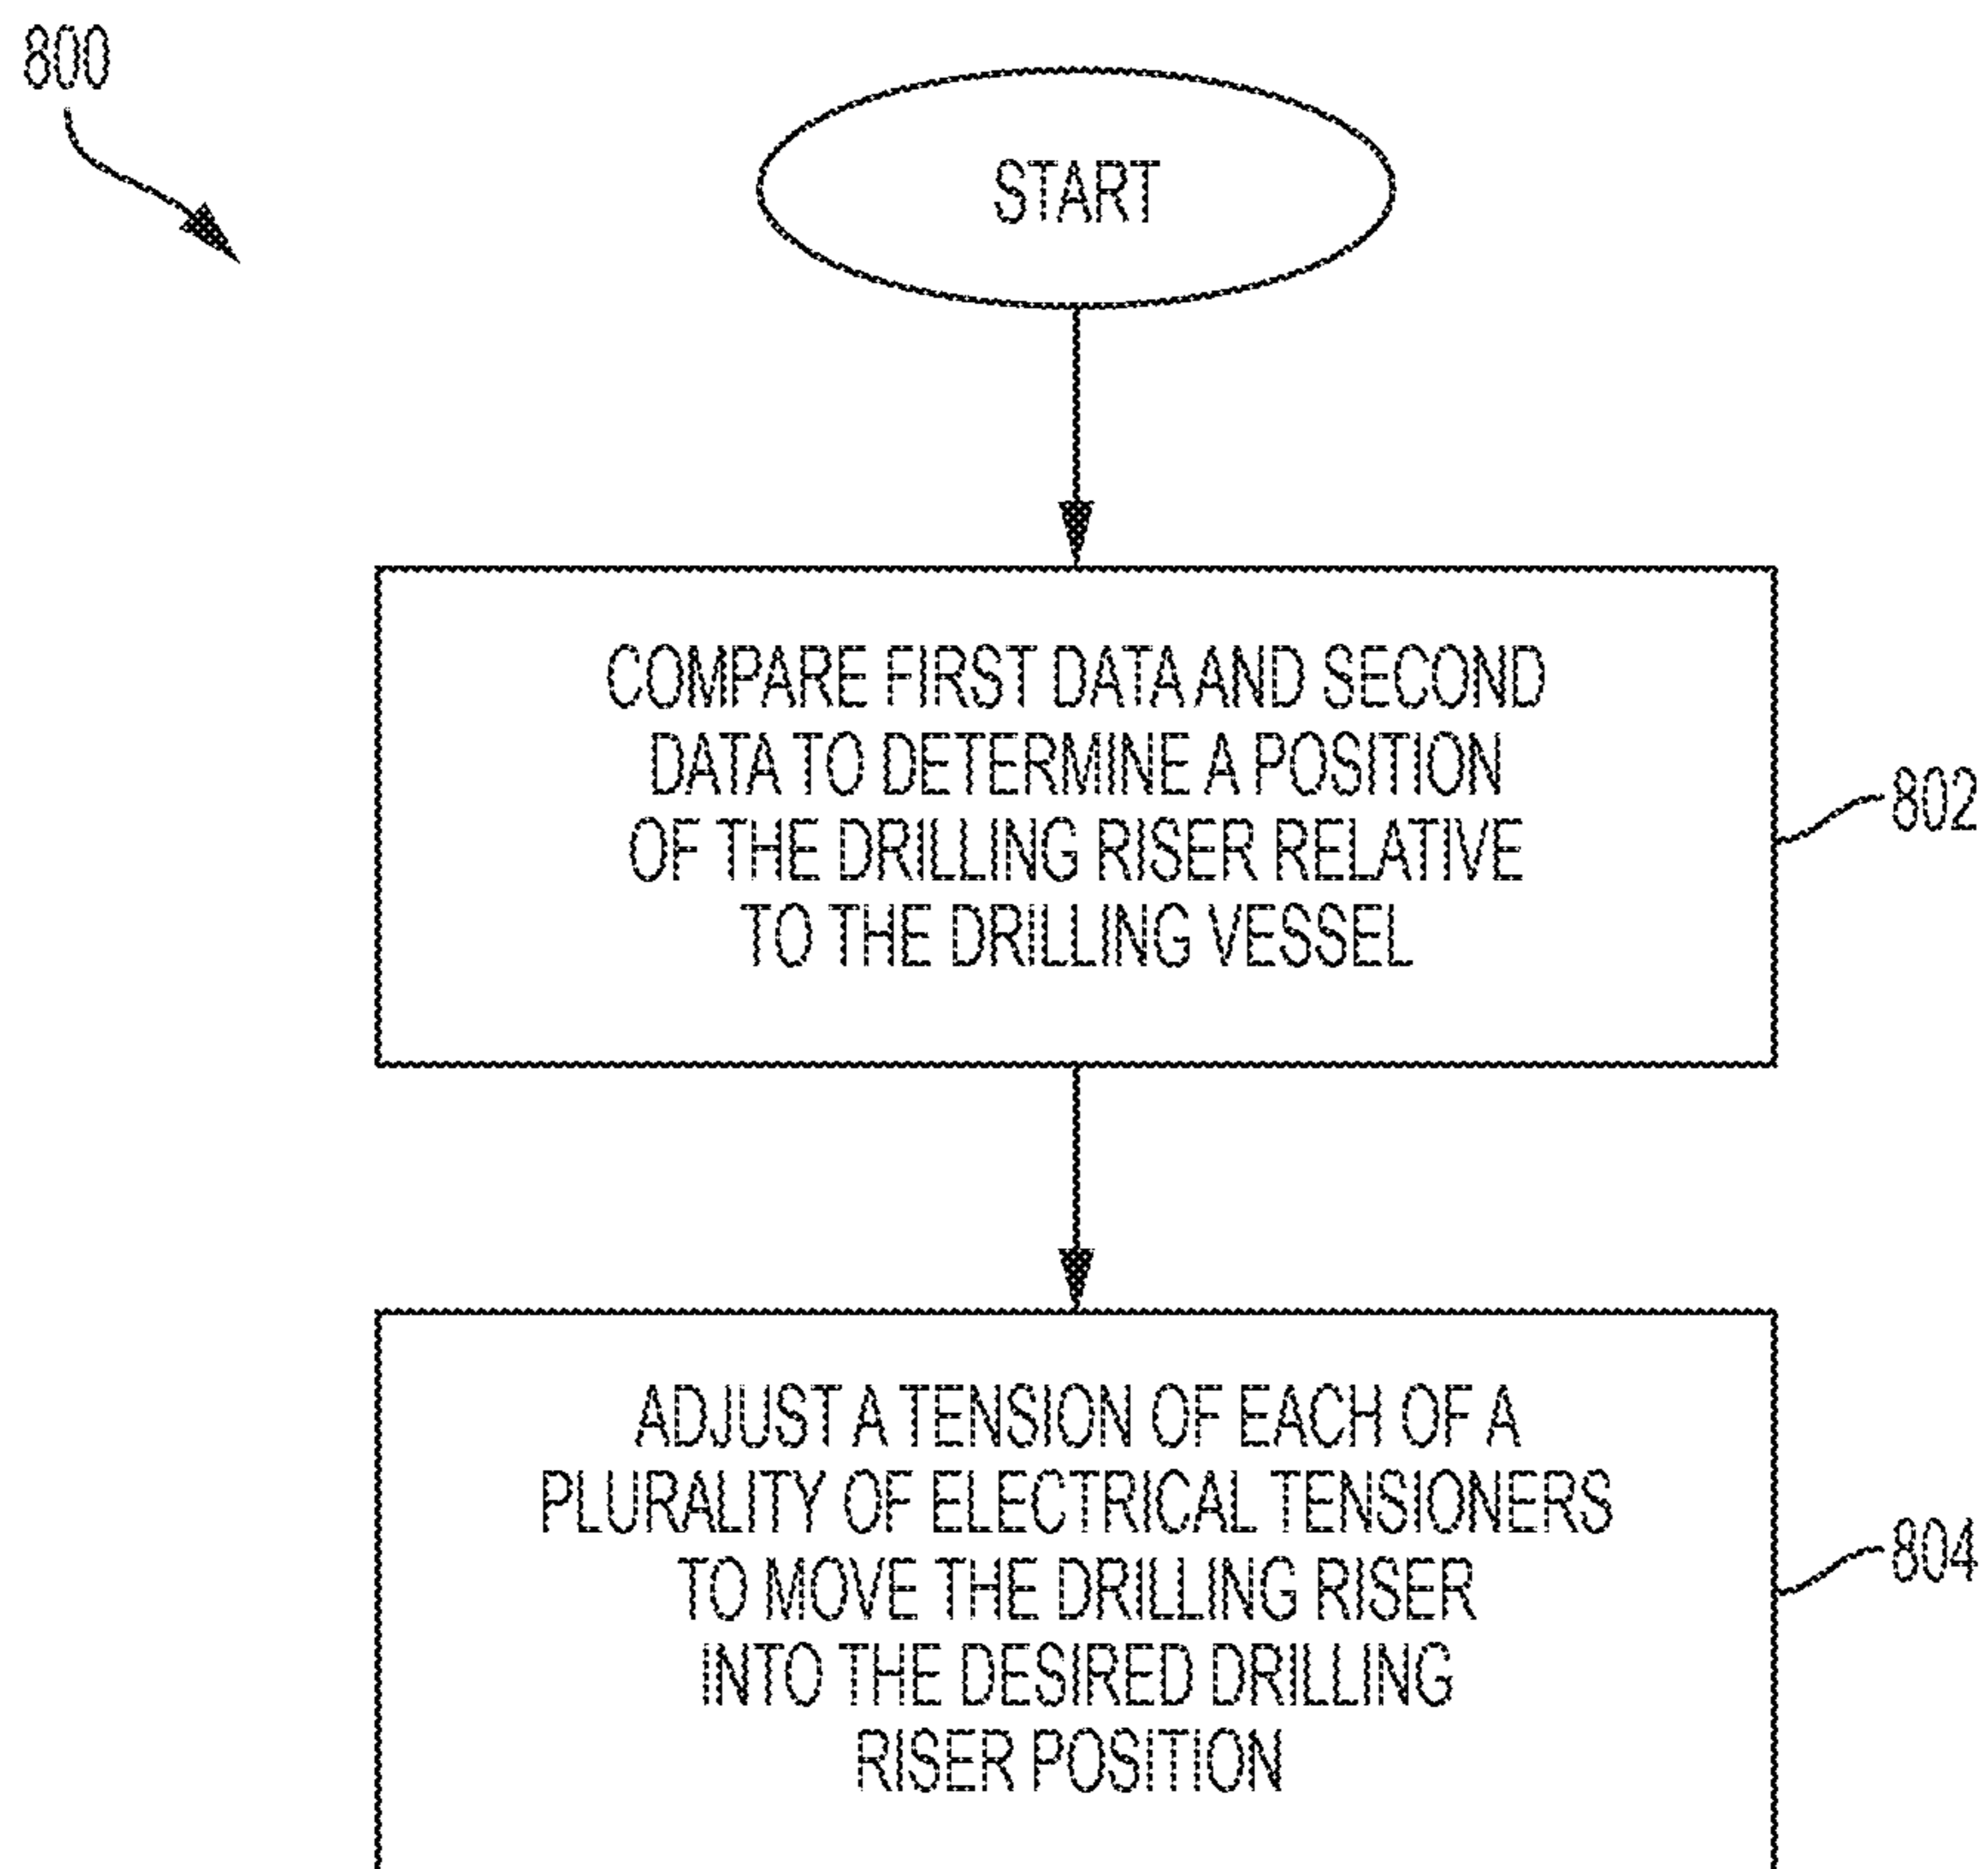 800
START
COMPARE FIRST DATA AND SECOND
DATA TO DETERMINE A POSITION
OF THE DRILLING RISER RELATIVE
TO THE DRILLING VESSEL
802
ADJUST A TENSION OF EACH OF A
PLURALITY OF ELECTRICAL TENSIONERS
TO MOVE THE DRILLING RISER
INTO THE DESIRED DRILLING
RISER POSITION
804